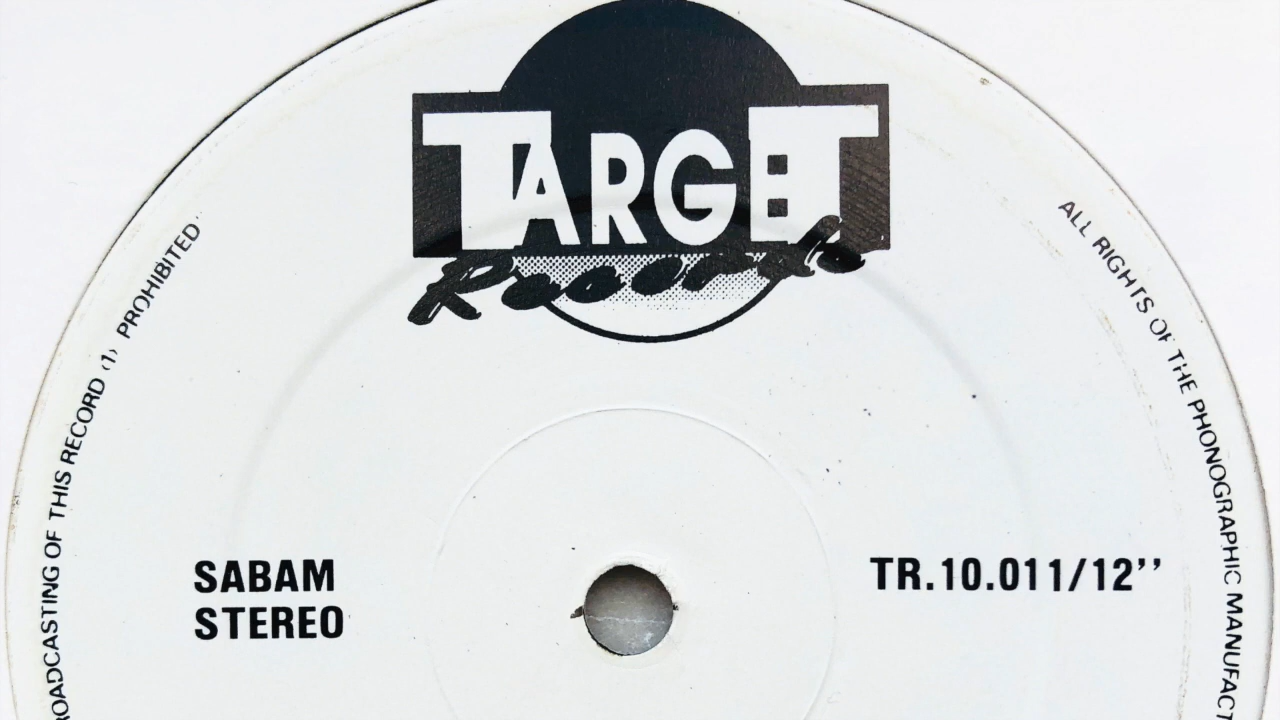 TARGET
Records
ROADCASTING OF THIS RECORD (1) PROHIBITED
ALL RIGHTS OF THE PHONOGRAPHIC MANUFACT
SABAM
STEREO
TR.10.011/12’’